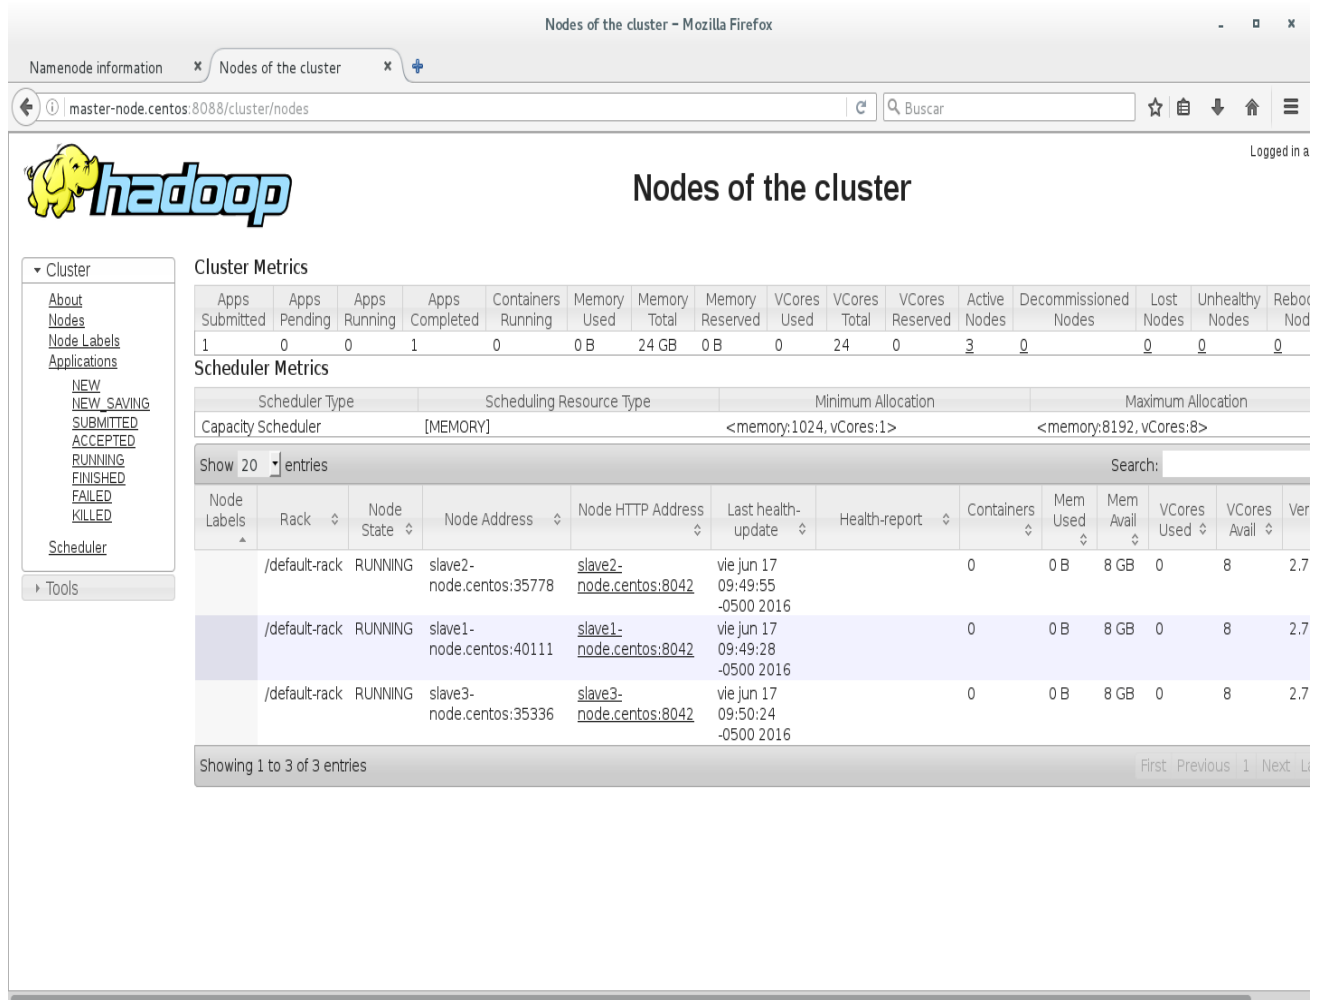 Nodes of the cluster - Mozilla Firefox
Namenode information
Nodes of the cluster
master-node.centos:8088/cluster/nodes
Buscar
Logged in a
hadoop
Nodes of the cluster
Cluster
About
Nodes
Node Labels
Applications
NEW
NEW_SAVING
SUBMITTED
ACCEPTED
RUNNING
FINISHED
FAILED
KILLED
Scheduler
Tools
Cluster Metrics
Apps Submitted Apps Pending Apps Running Apps Completed Containers Running Memory Used Memory Total Memory Reserved VCores Used VCores Total VCores Reserved Active Nodes Decommissioned Nodes Lost Nodes Unhealthy Nodes Reboo Nod
1 0 0 1 0 0 B 24 GB 0 B 0 24 0 3 0 0 0 0
Scheduler Metrics
Scheduler Type Scheduling Resource Type Minimum Allocation Maximum Allocation
Capacity Scheduler [MEMORY] <memory:1024, vCores:1> <memory:8192, vCores:8>
Show 20 entries Search:
Node Labels Rack Node State Node Address Node HTTP Address Last health-update Health-report Containers Mem Used Mem Avail VCores Used VCores Avail Ver
/default-rack RUNNING slave2-node.centos:35778 slave2-node.centos:8042 vie jun 17 09:49:55 -0500 2016 0 0 B 8 GB 0 8 2.7
/default-rack RUNNING slave1-node.centos:40111 slave1-node.centos:8042 vie jun 17 09:49:28 -0500 2016 0 0 B 8 GB 0 8 2.7
/default-rack RUNNING slave3-node.centos:35336 slave3-node.centos:8042 vie jun 17 09:50:24 -0500 2016 0 0 B 8 GB 0 8 2.7
Showing 1 to 3 of 3 entries First Previous 1 Next La